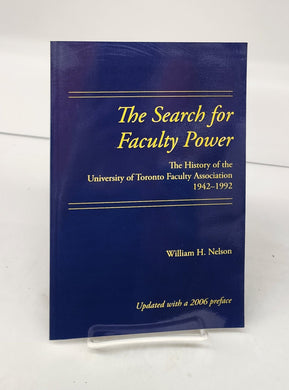 The Search for
Faculty Power
The History of the
University of Toronto Faculty Association
1942–1992
William H. Nelson
Updated with a 2006 preface